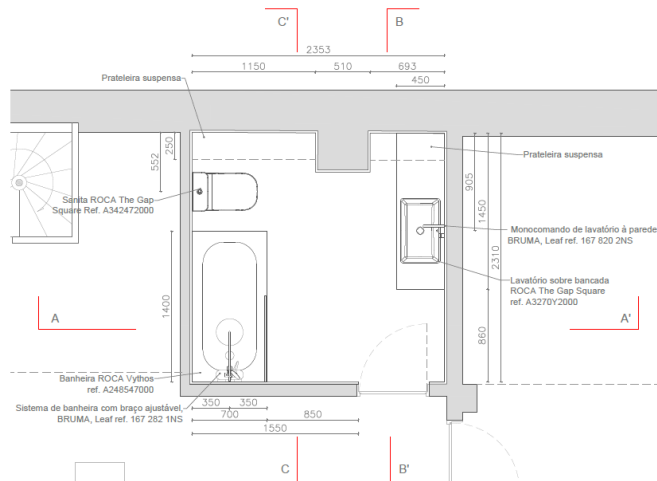 C'
B
2353
1150
510
693
450
Prateleira suspensa
250
552
Prateleira suspensa
905
1450
2310
Sanita ROCA The Gap
Square Ref. A342472000
Monocomando de lavatório à parede
BRUMA, Leaf ref. 167 820 2NS
Lavatório sobre bancada
ROCA The Gap Square
ref. A3270Y2000
1400
A
A'
860
Banheira ROCA Vythos
ref. A248547000
Sistema de banheira com braço ajustável,
BRUMA, Leaf ref. 167 282 1NS
350
350
700
850
1550
C
B'